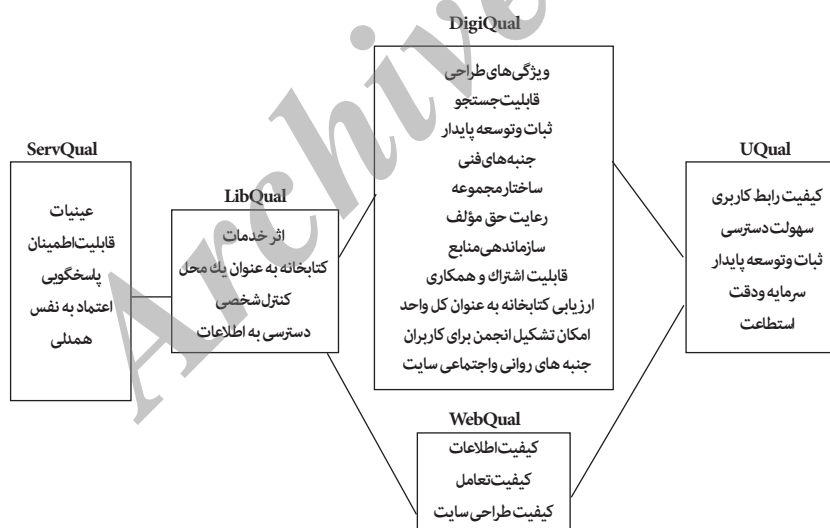 DigiQual
ویژگی‌های طراحی
قابلیت جستجو
ثبات وتوسعه پایدار
جنبه‌های فنی
ساختار مجموعه
رعایت حق مؤلف
سازماندهی منابع
قابلیت اشتراك و همکاری
ارزیابی کتابخانه به عنوان کل واحد
امکان تشکیل انجمن برای کاربران
جنبه های روانی واجتماعی سایت
ServQual
عینیات
قابلیت اطمینان
پاسخگویی
اعتماد به نفس
همدلی
LibQual
اثر خدمات
کتابخانه به عنوان يك محل
کنترل شخصی
دسترسی به اطلاعات
UQual
کیفیت رابط کاربری
سهولت دسترسی
ثبات وتوسعه پایدار
سرمایه ودقت
استطاعت
WebQual
کیفیت اطلاعات
کیفیت تعامل
کیفیت طراحی سایت
Archive